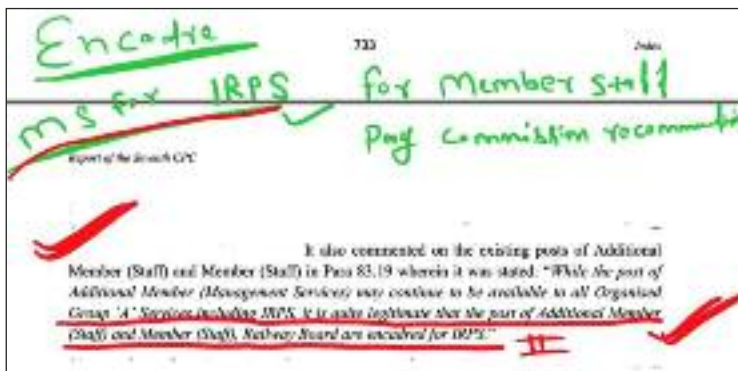 Encadre
733
Index
MS for IRPS
for Member Staff
Pay Commission
Report of the Seventh CPC
It also commented on the existing posts of Additional
Member (Staff) and Member (Staff) in Para 83.19 wherein it was stated: "While the post of
Additional Member (Management Services) may continue to be available to all Organised
Group 'A' Services including IRPS, it is quite legitimate that the post of Additional Member
(Staff) and Member (Staff), Railway Board are encadred for IRPS."
II